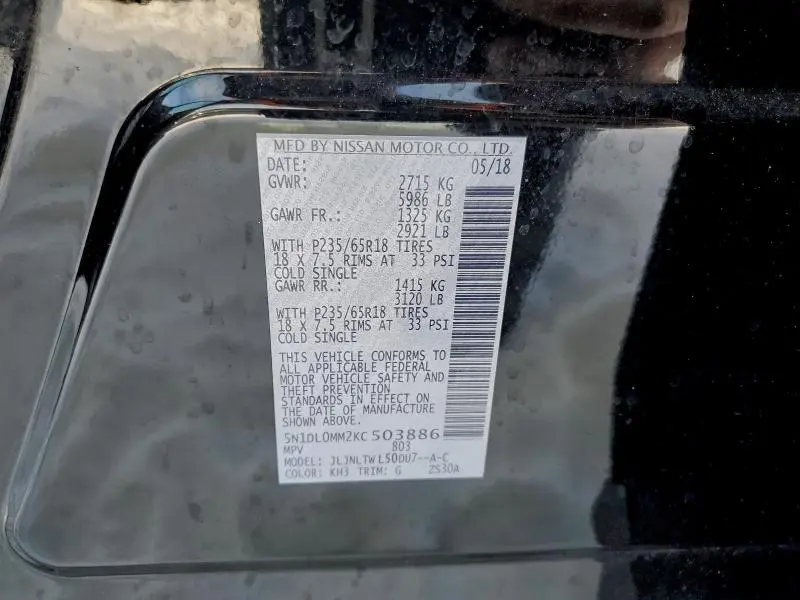 MFD BY NISSAN MOTOR CO., LTD.
DATE: 05/18
GVWR: 2715 KG
5986 LB
GAWR FR.: 1325 KG
2921 LB
WITH P235/65R18 TIRES
18 X 7.5 RIMS AT 33 PSI
COLD SINGLE
GAWR RR.: 1415 KG
3120 LB
WITH P235/65R18 TIRES
18 X 7.5 RIMS AT 33 PSI
COLD SINGLE
THIS VEHICLE CONFORMS TO
ALL APPLICABLE FEDERAL
MOTOR VEHICLE SAFETY AND
THEFT PREVENTION
STANDARDS IN EFFECT ON
THE DATE OF MANUFACTURE
SHOWN ABOVE.
5N1DL0MM2KC503886
MPV 803
MODEL: JLJNLTWL50DU7--A-C
COLOR: KH3 TRIM: G ZS30A